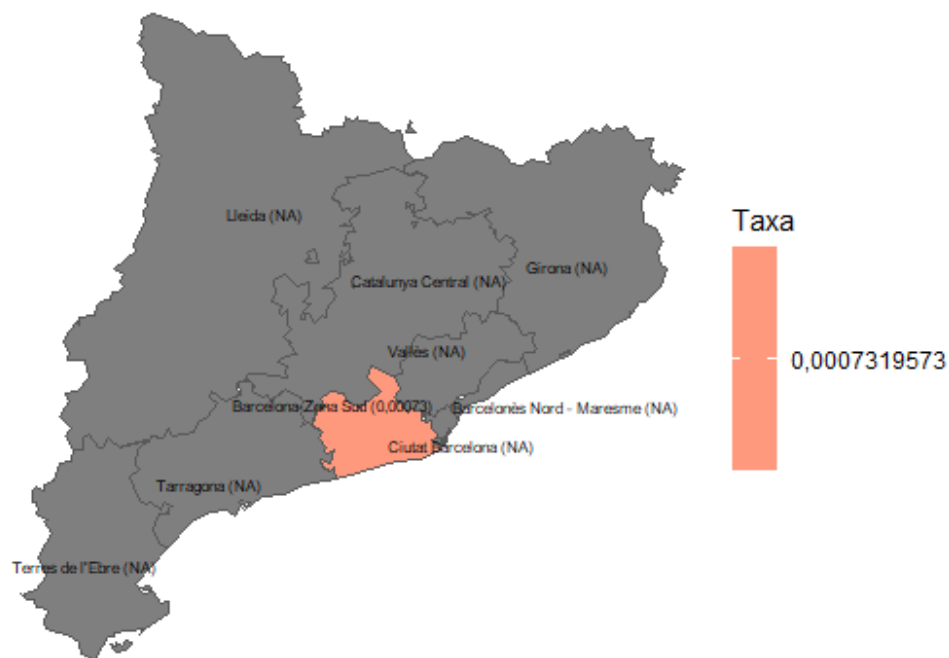 Taxa
Lleida (NA)
Girona (NA)
Catalunya Central (NA)
Vallès (NA)
0,0007319573
Barcelona-Zona Sud (0,00073)
Barcelonès Nord - Maresme (NA)
Ciutat Barcelona (NA)
Tarragona (NA)
Terres de l'Ebre (NA)